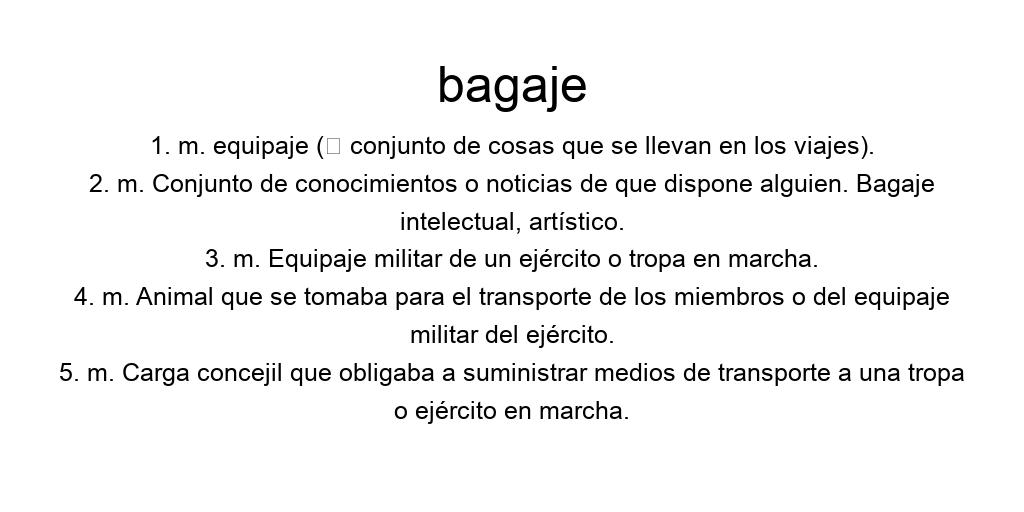 bagaje
1. m. equipaje (▯ conjunto de cosas que se llevan en los viajes).
2. m. Conjunto de conocimientos o noticias de que dispone alguien. Bagaje
intelectual, artístico.
3. m. Equipaje militar de un ejército o tropa en marcha.
4. m. Animal que se tomaba para el transporte de los miembros o del equipaje
militar del ejército.
5. m. Carga concejil que obligaba a suministrar medios de transporte a una tropa
o ejército en marcha.